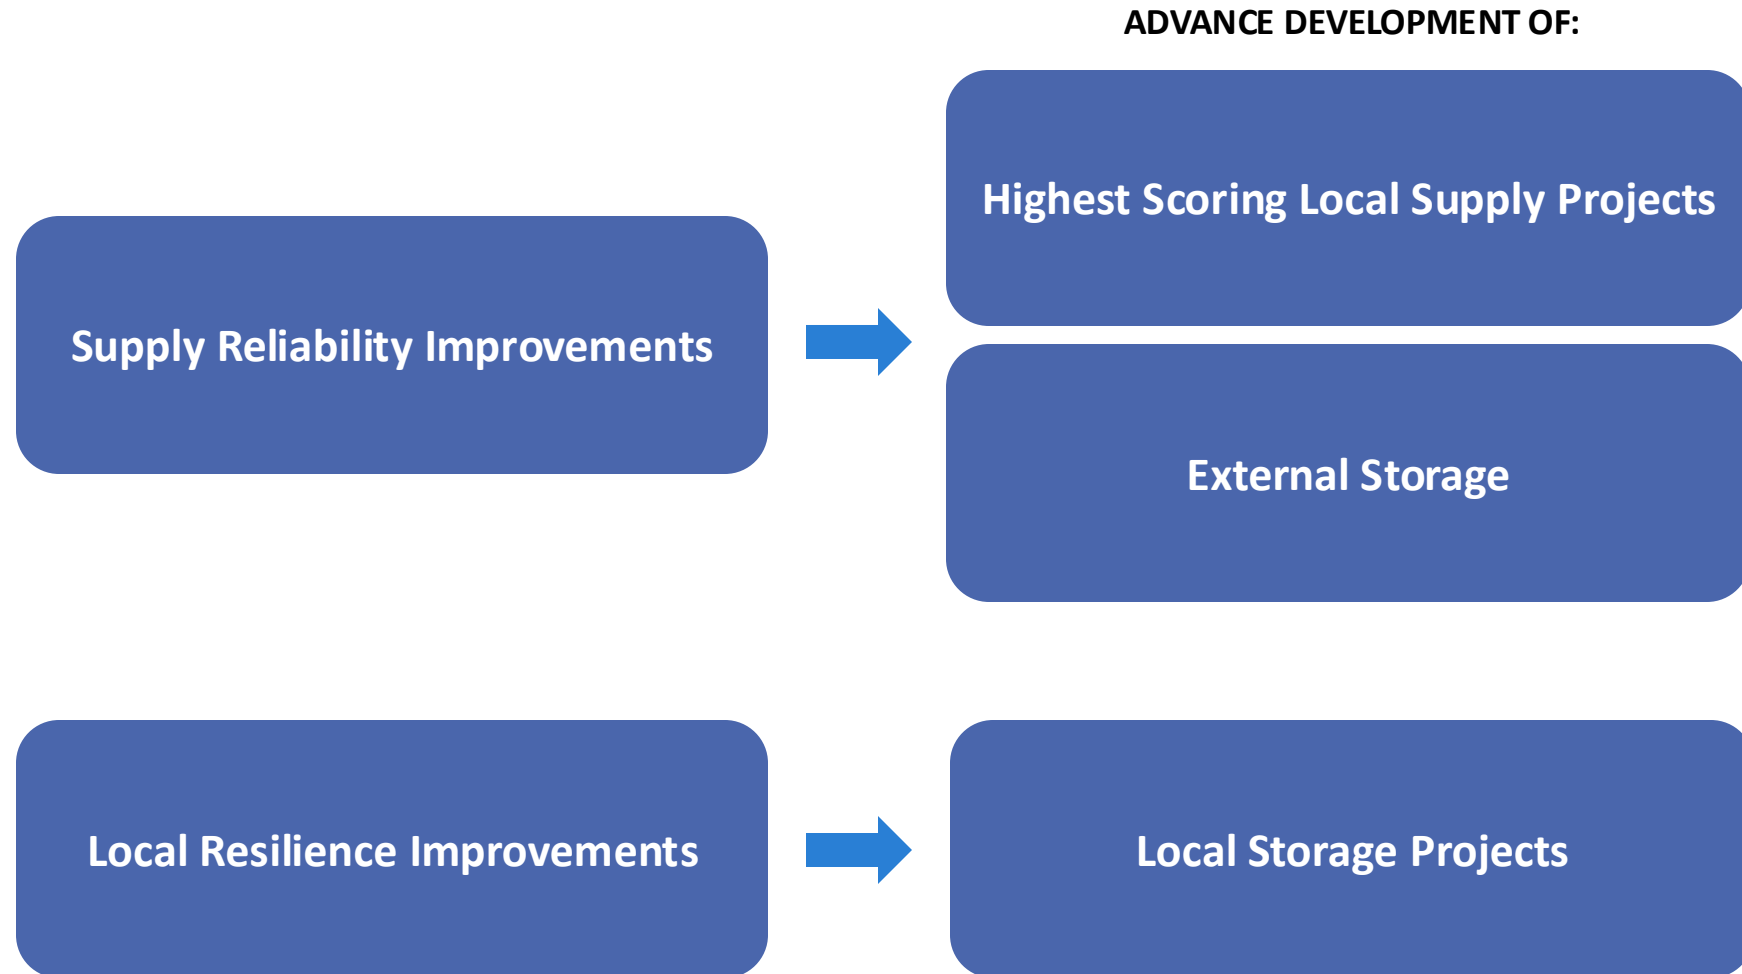 ADVANCE DEVELOPMENT OF:
Highest Scoring Local Supply Projects
Supply Reliability Improvements
External Storage
Local Resilience Improvements
Local Storage Projects